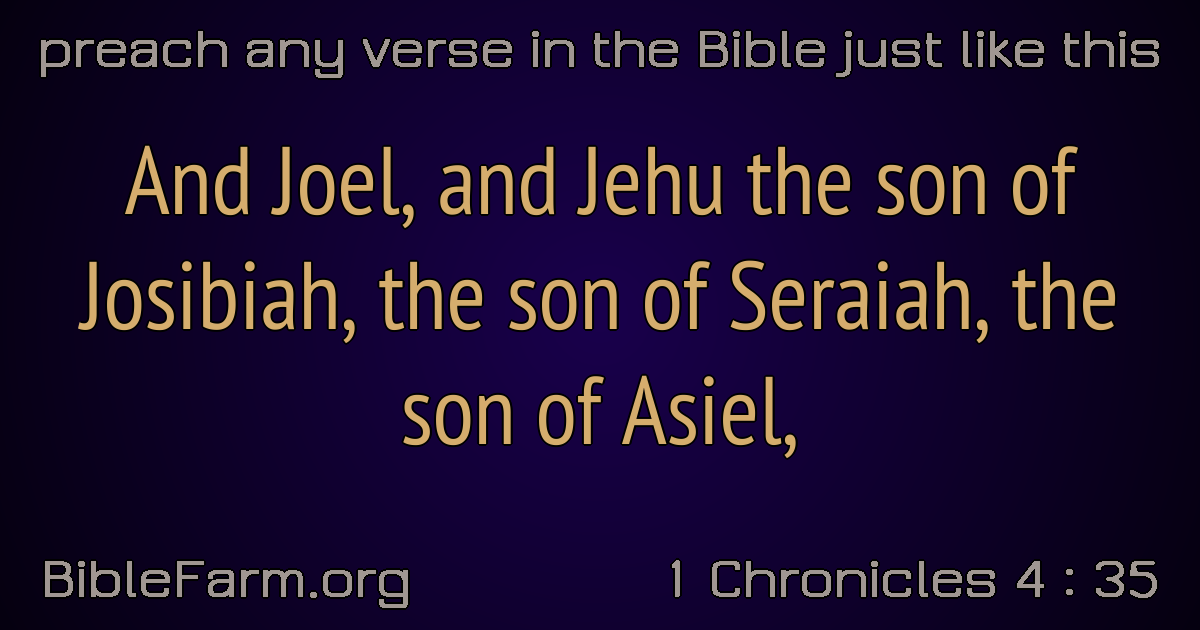 preach any verse in the Bible just like this
And Joel, and Jehu the son of
Josibiah, the son of Seraiah, the
son of Asiel,
BibleFarm.org
1 Chronicles 4 : 35